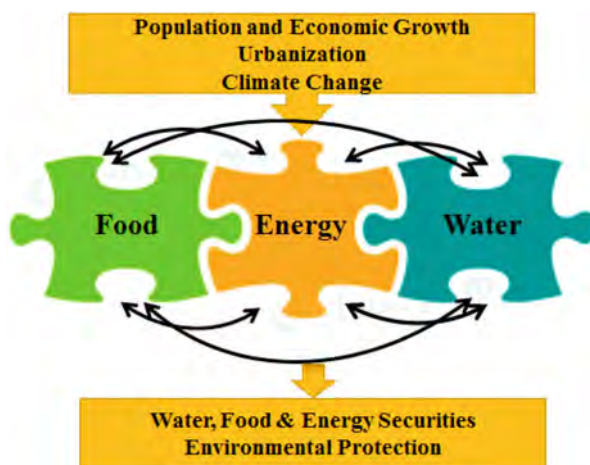 Population and Economic Growth
Urbanization
Climate Change
Food
Energy
Water
Water, Food & Energy Securities
Environmental Protection